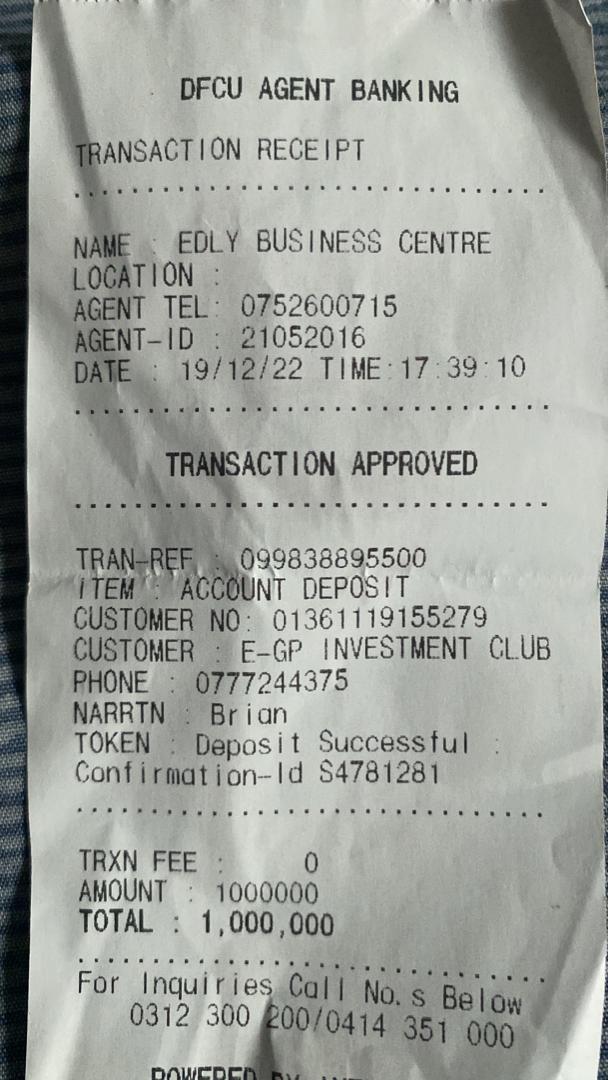 DFCU AGENT BANKING
TRANSACTION RECEIPT
................................
NAME : EDLY BUSINESS CENTRE
LOCATION :
AGENT TEL: 0752600715
AGENT-ID : 21052016
DATE : 19/12/22 TIME:17:39:10
................................
TRANSACTION APPROVED
................................
TRAN-REF : 099838895500
ITEM : ACCOUNT DEPOSIT
CUSTOMER NO: 01361119155279
CUSTOMER : E-GP INVESTMENT CLUB
PHONE : 0777244375
NARRTN : Brian
TOKEN : Deposit Successful :
Confirmation-Id S4781281
................................
TRXN FEE : 0
AMOUNT : 1000000
TOTAL : 1,000,000
................................
For Inquiries Call No.s Below
0312 300 200/0414 351 000
POWERED BY